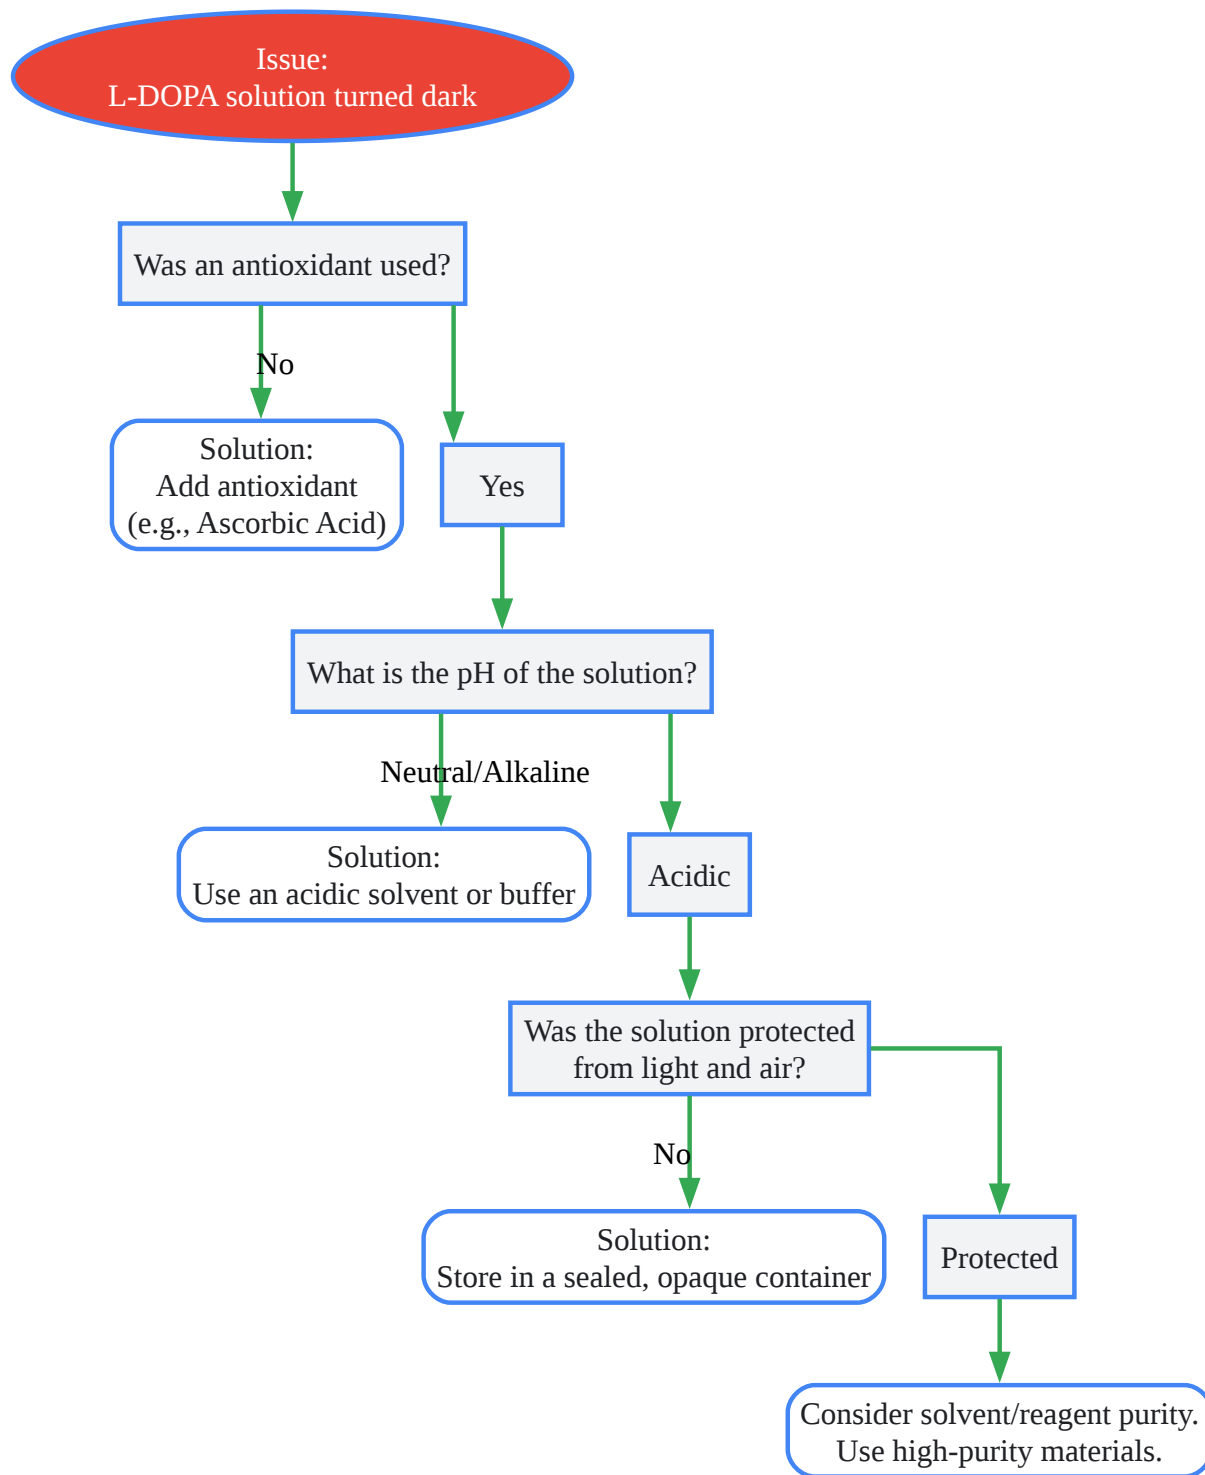 Issue:
L-DOPA solution turned dark
Was an antioxidant used?
No
Solution:
Add antioxidant
(e.g., Ascorbic Acid)
Yes
What is the pH of the solution?
Neutral/Alkaline
Solution:
Use an acidic solvent or buffer
Acidic
Was the solution protected
from light and air?
No
Solution:
Store in a sealed, opaque container
Protected
Consider solvent/reagent purity.
Use high-purity materials.